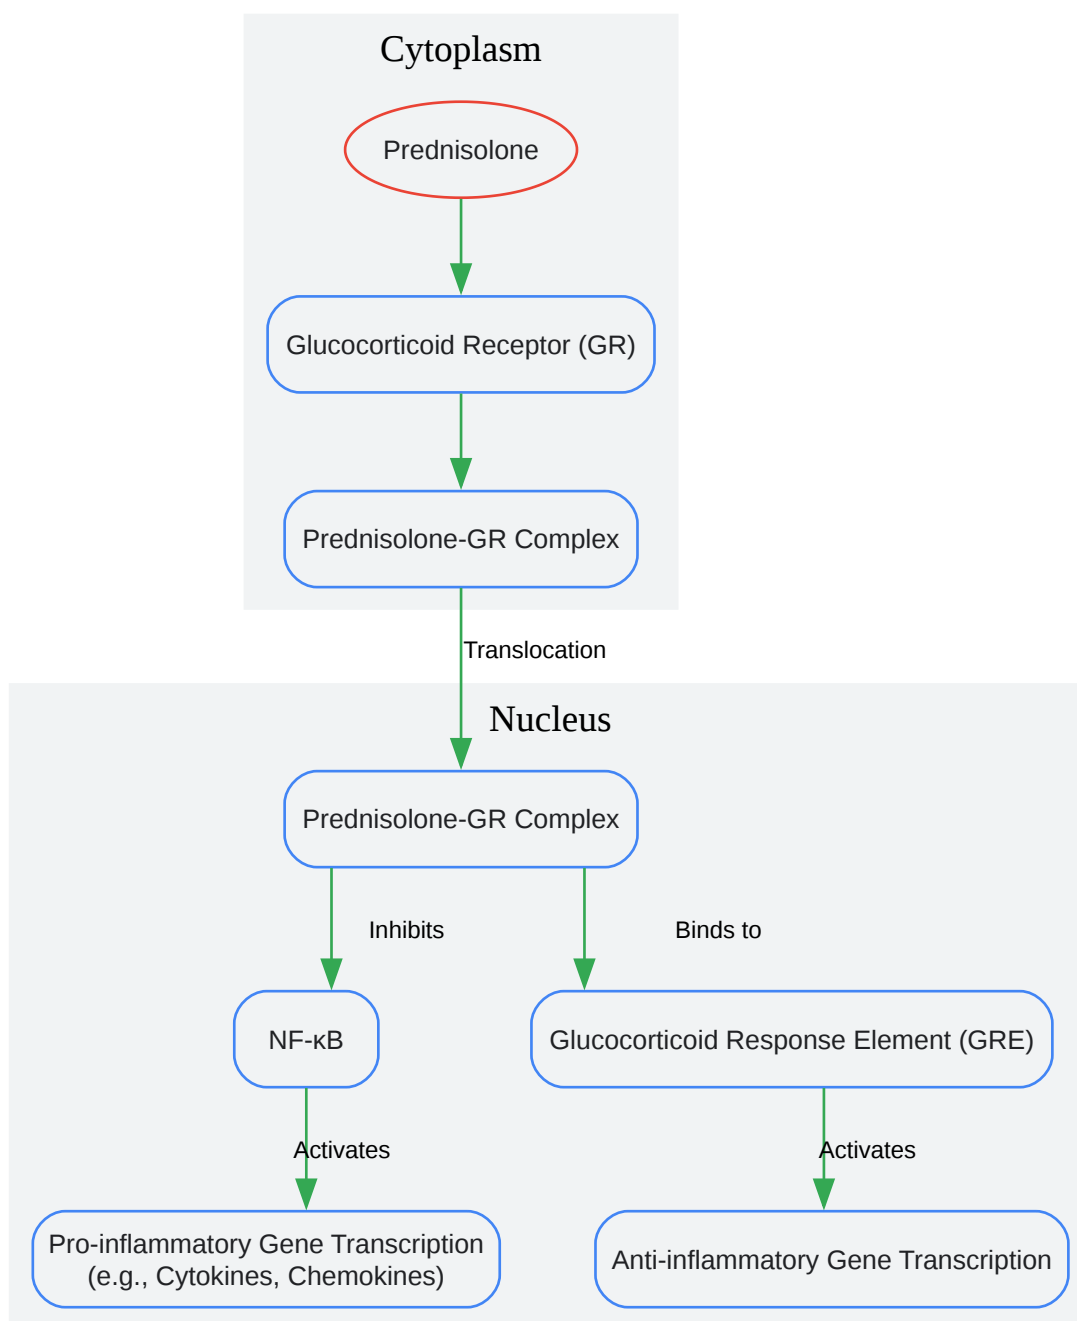 Cytoplasm
Prednisolone
Glucocorticoid Receptor (GR)
Prednisolone-GR Complex
Translocation
Nucleus
Prednisolone-GR Complex
Inhibits
Binds to
NF-κB
Glucocorticoid Response Element (GRE)
Activates
Activates
Pro-inflammatory Gene Transcription
(e.g., Cytokines, Chemokines)
Anti-inflammatory Gene Transcription